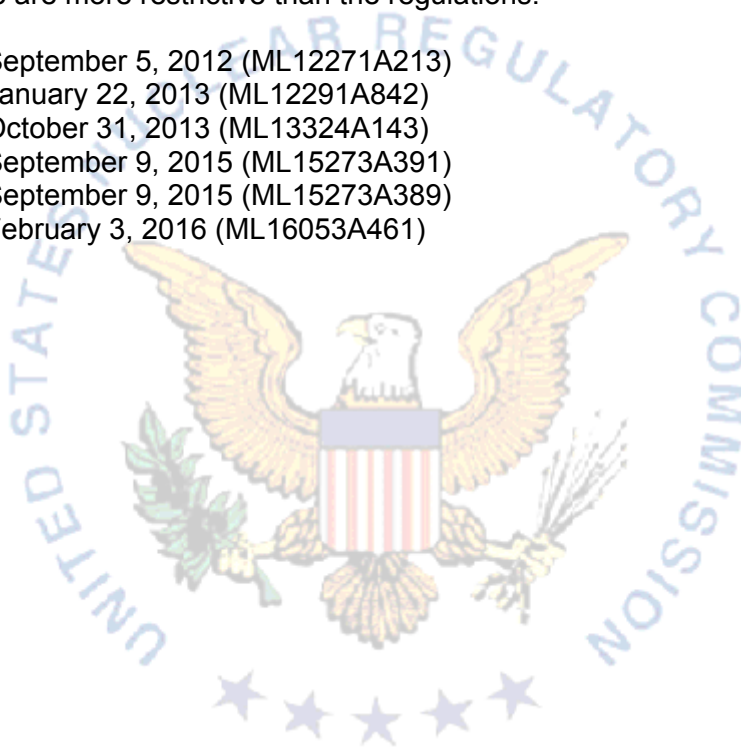 are more restrictive than the regulations.
September 5, 2012 (ML12271A213)
January 22, 2013 (ML12291A842)
October 31, 2013 (ML13324A143)
September 9, 2015 (ML15273A391)
September 9, 2015 (ML15273A389)
February 3, 2016 (ML16053A461)
UNITED STATES NUCLEAR REGULATORY COMMISSION